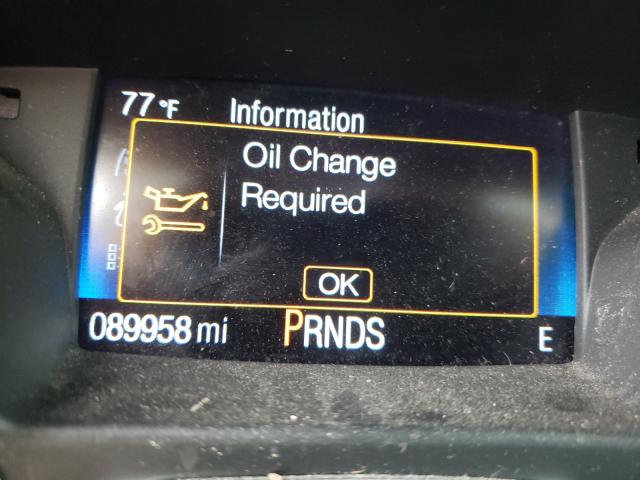 77°F Information
Oil Change
Required
OK
089958 mi PRNDS E